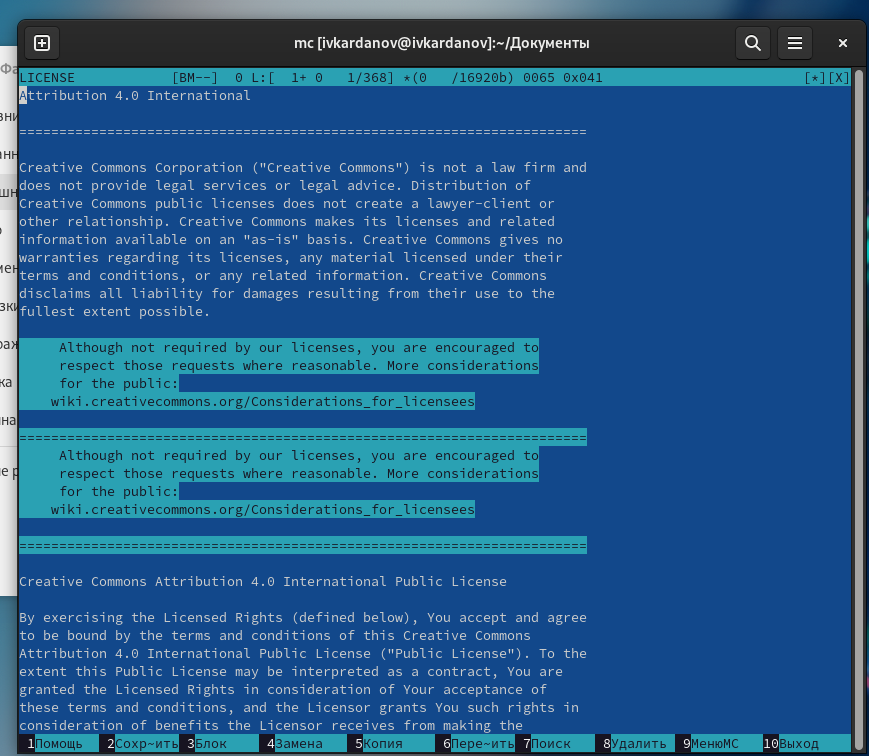 mc [ivkardanov@ivkardanov]:~/Документы
LICENSE            [BM--]  0 L:[  1+ 0   1/368] *(0   /16920b) 0065 0x041                         [*][X]
Attribution 4.0 International
=======================================================================
Creative Commons Corporation ("Creative Commons") is not a law firm and
does not provide legal services or legal advice. Distribution of
Creative Commons public licenses does not create a lawyer-client or
other relationship. Creative Commons makes its licenses and related
information available on an "as-is" basis. Creative Commons gives no
warranties regarding its licenses, any material licensed under their
terms and conditions, or any related information. Creative Commons
disclaims all liability for damages resulting from their use to the
fullest extent possible.
     Although not required by our licenses, you are encouraged to
     respect those requests where reasonable. More considerations
     for the public:
    wiki.creativecommons.org/Considerations_for_licensees
=======================================================================
     Although not required by our licenses, you are encouraged to
     respect those requests where reasonable. More considerations
     for the public:
    wiki.creativecommons.org/Considerations_for_licensees
=======================================================================
Creative Commons Attribution 4.0 International Public License
By exercising the Licensed Rights (defined below), You accept and agree
to be bound by the terms and conditions of this Creative Commons
Attribution 4.0 International Public License ("Public License"). To the
extent this Public License may be interpreted as a contract, You are
granted the Licensed Rights in consideration of Your acceptance of
these terms and conditions, and the Licensor grants You such rights in
consideration of benefits the Licensor receives from making the
1Помощь 2Сохр~ить 3Блок 4Замена 5Копия 6Пере~ить 7Поиск 8Удалить 9МенюMC 10Выход